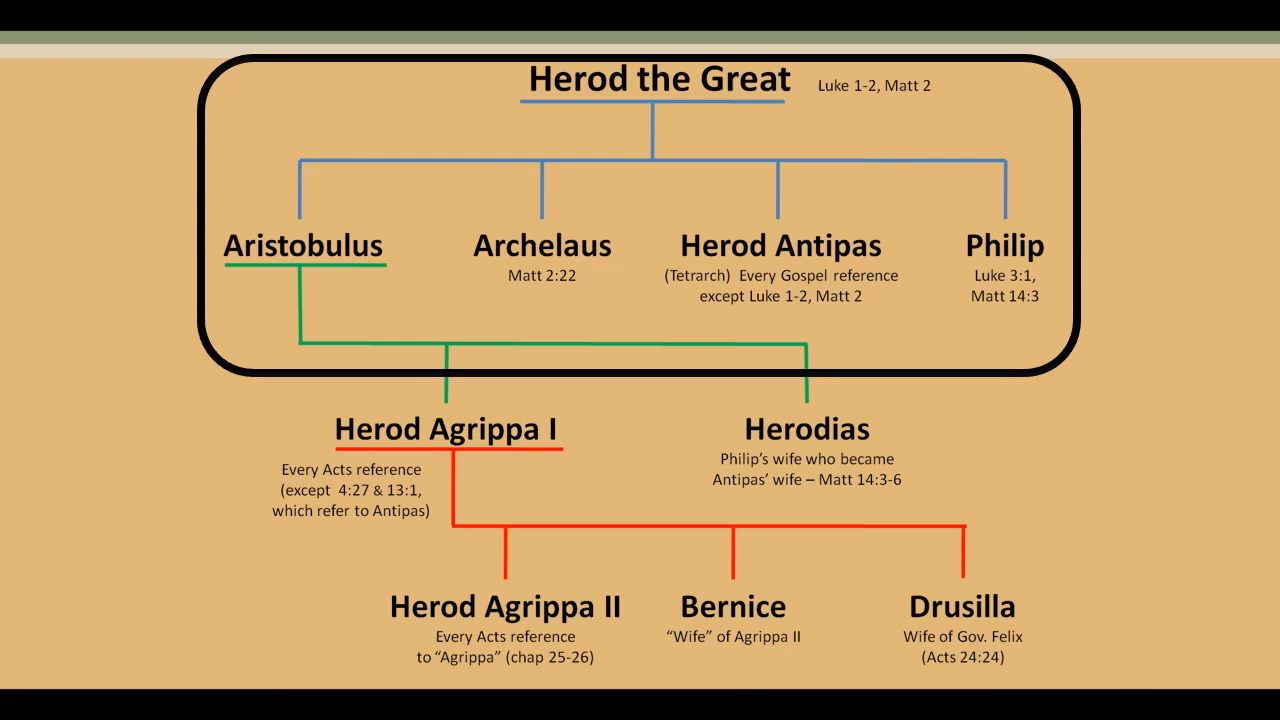 Herod the Great
Luke 1-2, Matt 2
Aristobulus
Archelaus
Matt 2:22
Herod Antipas
(Tetrarch) Every Gospel reference
except Luke 1-2, Matt 2
Philip
Luke 3:1,
Matt 14:3
Herod Agrippa I
Every Acts reference
(except 4:27 & 13:1,
which refer to Antipas)
Herodias
Philip’s wife who became
Antipas’ wife – Matt 14:3-6
Herod Agrippa II
Every Acts reference
to “Agrippa” (chap 25-26)
Bernice
“Wife” of Agrippa II
Drusilla
Wife of Gov. Felix
(Acts 24:24)